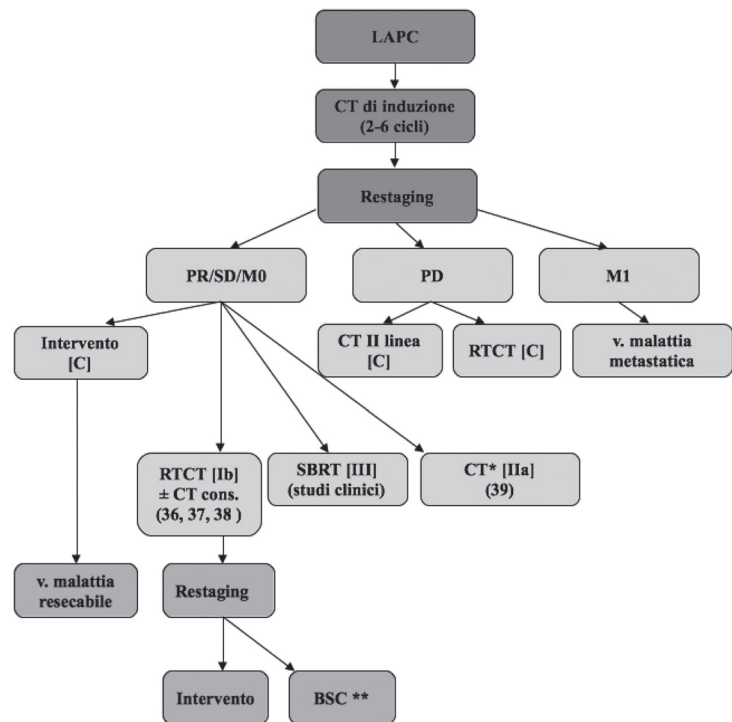 LAPC
CT di induzione
(2-6 cicli)
Restaging
PR/SD/M0
PD
M1
Intervento
[C]
CT II linea
[C]
RTCT [C]
v. malattia
metastatica
RTCT [Ib]
± CT cons.
(36, 37, 38 )
SBRT [III]
(studi clinici)
CT* [IIa]
(39)
v. malattia
resecabile
Restaging
Intervento
BSC **